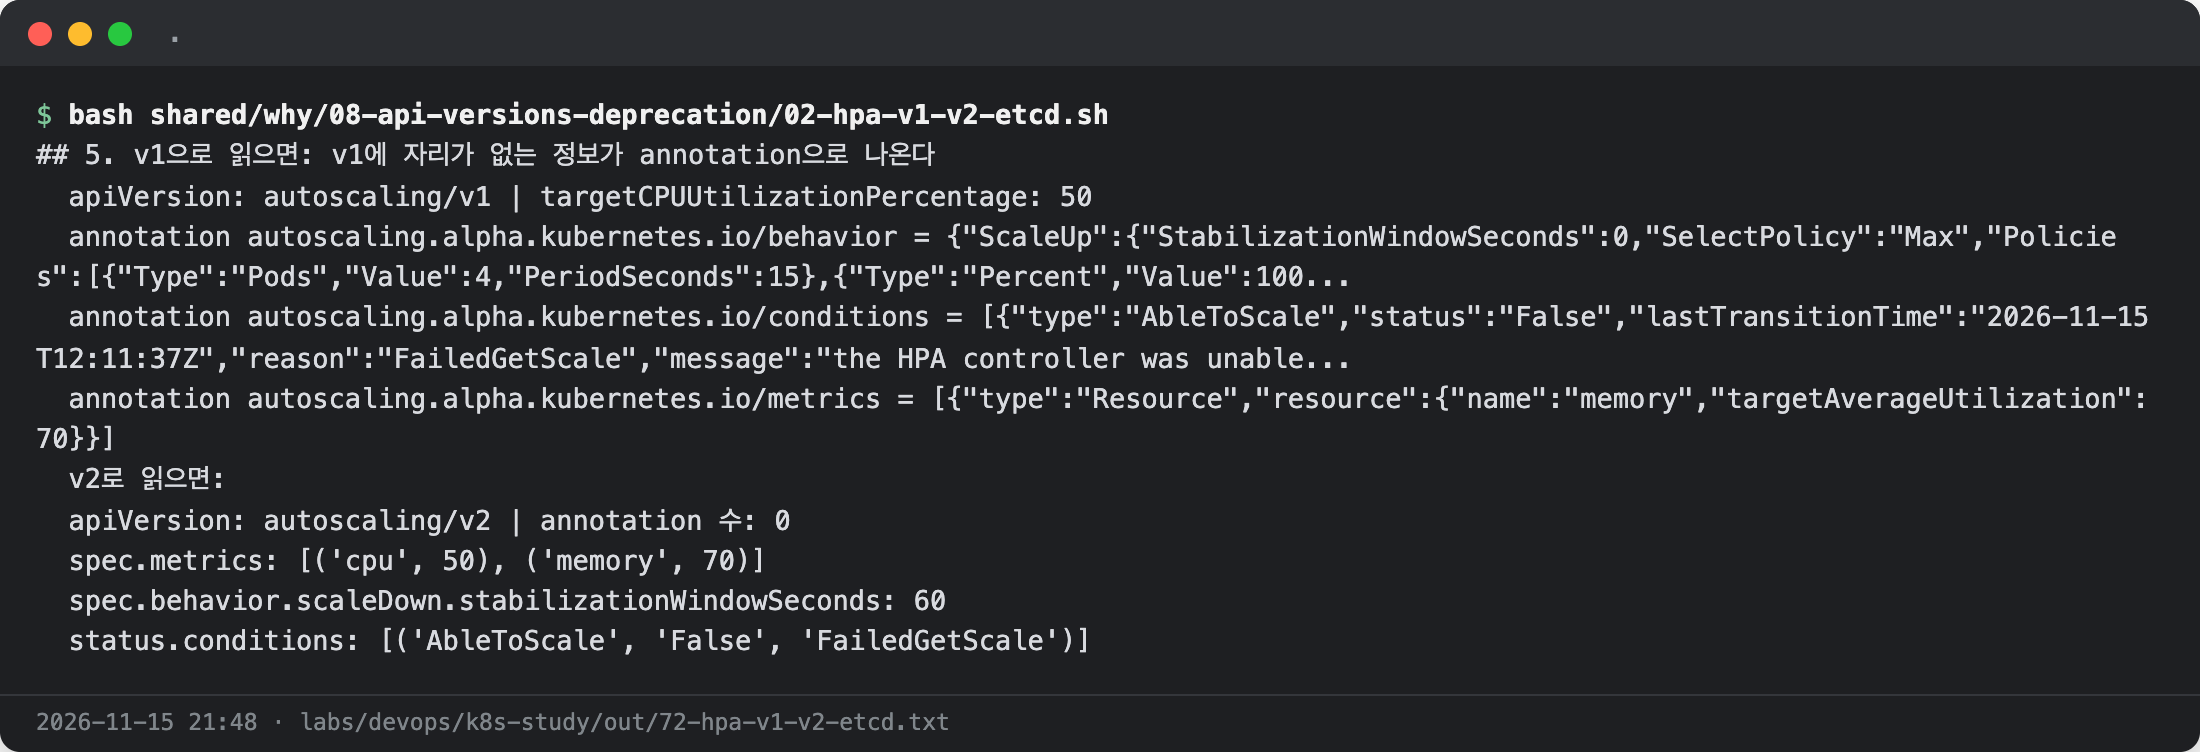 .
$ bash shared/why/08-api-versions-deprecation/02-hpa-v1-v2-etcd.sh
## 5. v1으로 읽으면: v1에 자리가 없는 정보가 annotation으로 나온다
  apiVersion: autoscaling/v1 | targetCPUUtilizationPercentage: 50
  annotation autoscaling.alpha.kubernetes.io/behavior = {"ScaleUp":{"StabilizationWindowSeconds":0,"SelectPolicy":"Max","Policie
s":[{"Type":"Pods","Value":4,"PeriodSeconds":15},{"Type":"Percent","Value":100...
  annotation autoscaling.alpha.kubernetes.io/conditions = [{"type":"AbleToScale","status":"False","lastTransitionTime":"2026-11-15
T12:11:37Z","reason":"FailedGetScale","message":"the HPA controller was unable...
  annotation autoscaling.alpha.kubernetes.io/metrics = [{"type":"Resource","resource":{"name":"memory","targetAverageUtilization":
70}}]
  v2로 읽으면:
  apiVersion: autoscaling/v2 | annotation 수: 0
  spec.metrics: [('cpu', 50), ('memory', 70)]
  spec.behavior.scaleDown.stabilizationWindowSeconds: 60
  status.conditions: [('AbleToScale', 'False', 'FailedGetScale')]
2026-11-15 21:48 · labs/devops/k8s-study/out/72-hpa-v1-v2-etcd.txt